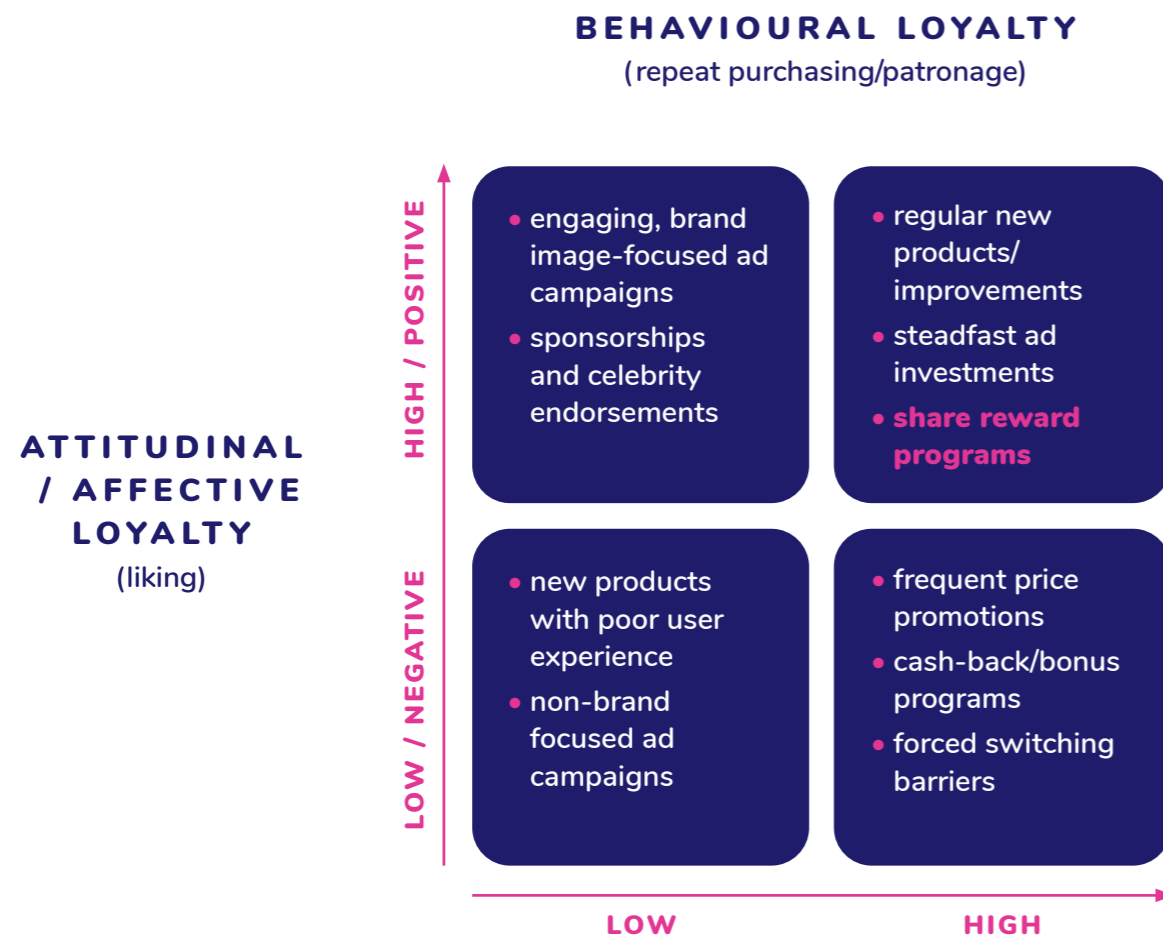 BEHAVIOURAL LOYALTY
(repeat purchasing/patronage)
ATTITUDINAL
/ AFFECTIVE
LOYALTY
(liking)
HIGH / POSITIVE
• engaging, brand
image-focused ad
campaigns
• sponsorships
and celebrity
endorsements
• regular new
products/
improvements
• steadfast ad
investments
• share reward
programs
LOW / NEGATIVE
• new products
with poor user
experience
• non-brand
focused ad
campaigns
• frequent price
promotions
• cash-back/bonus
programs
• forced switching
barriers
LOW
HIGH